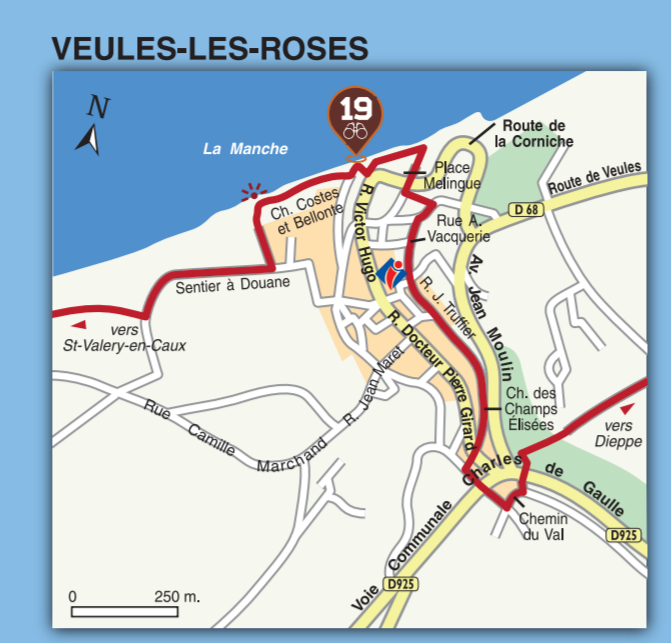 VEULES-LES-ROSES
N
19
La Manche
Route de
la Corniche
Place
Melingue
Route de Veules
D 68
Ch. Costes
et Bellonte
R. Victor Hugo
Rue A.
Vacquerie
Sentier à Douane
R. J. Truffier
Av. Jean Moulin
vers
St-Valery-en-Caux
R. Docteur Pierre Girard
R. Jean Maret
Rue Camille Marchand
Ch. des
Champs
Élisées
vers
Dieppe
Charles de Gaulle
Chemin
du Val
D925
Voie Communale
D925
0 250 m.